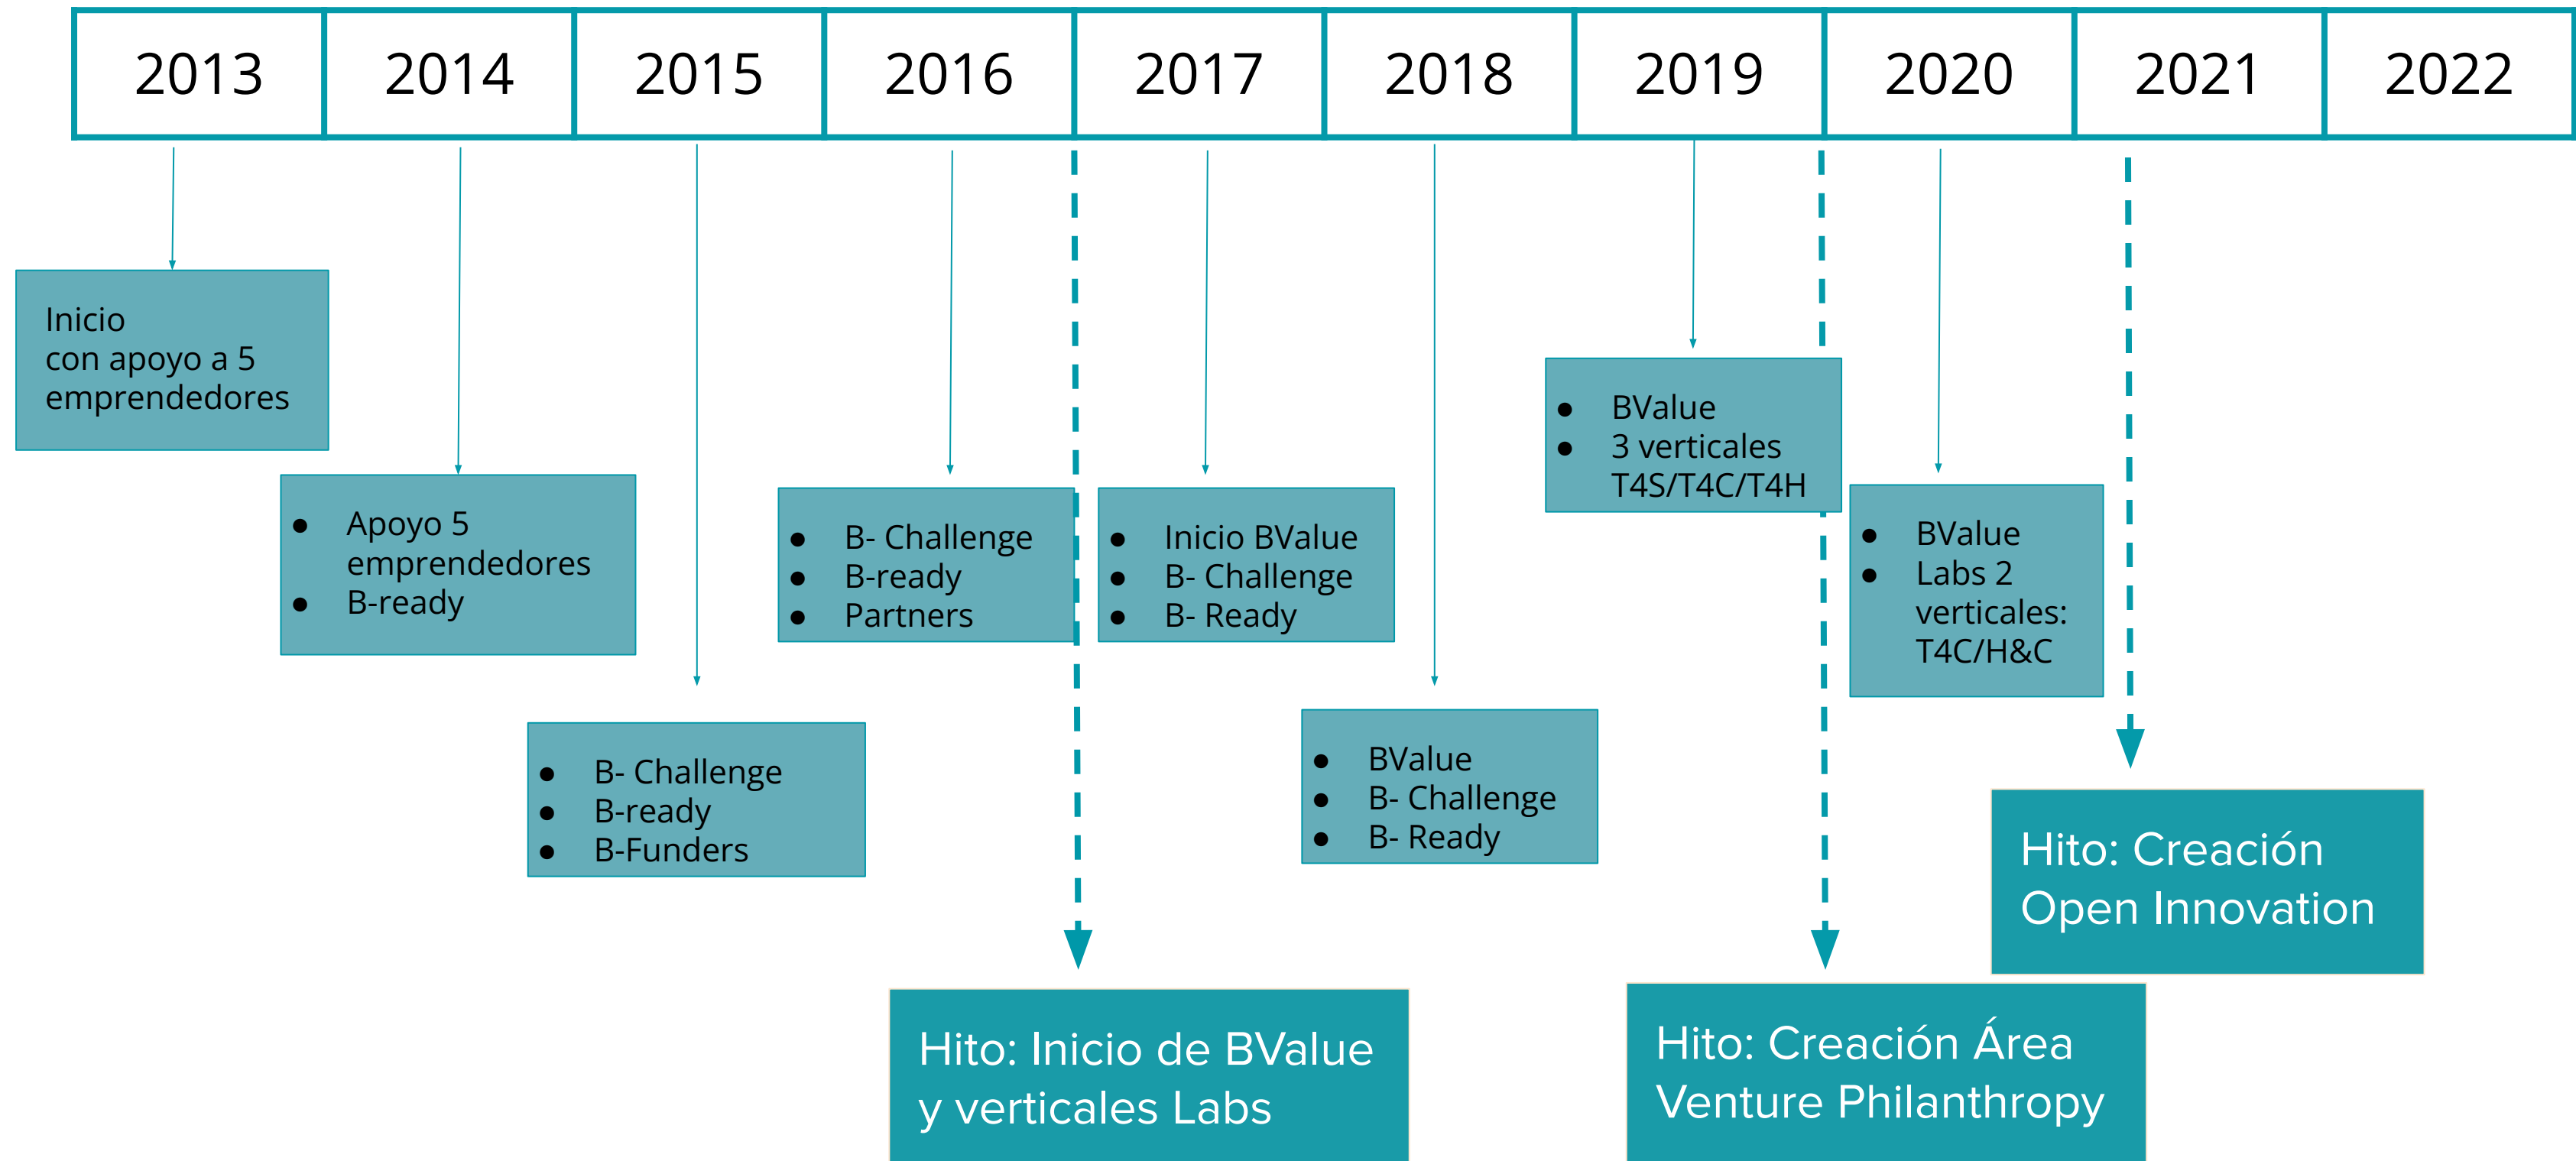 2013
2014
2015
2016
2017
2018
2019
2020
2021
2022
Inicio
con apoyo a 5
emprendedores
● Apoyo 5
emprendedores
● B-ready
● B- Challenge
● B-ready
● B-Funders
● B- Challenge
● B-ready
● Partners
● Inicio BValue
● B- Challenge
● B- Ready
● BValue
● B- Challenge
● B- Ready
● BValue
● 3 verticales
T4S/T4C/T4H
● BValue
● Labs 2
verticales:
T4C/H&C
Hito: Inicio de BValue
y verticales Labs
Hito: Creación Área
Venture Philanthropy
Hito: Creación
Open Innovation